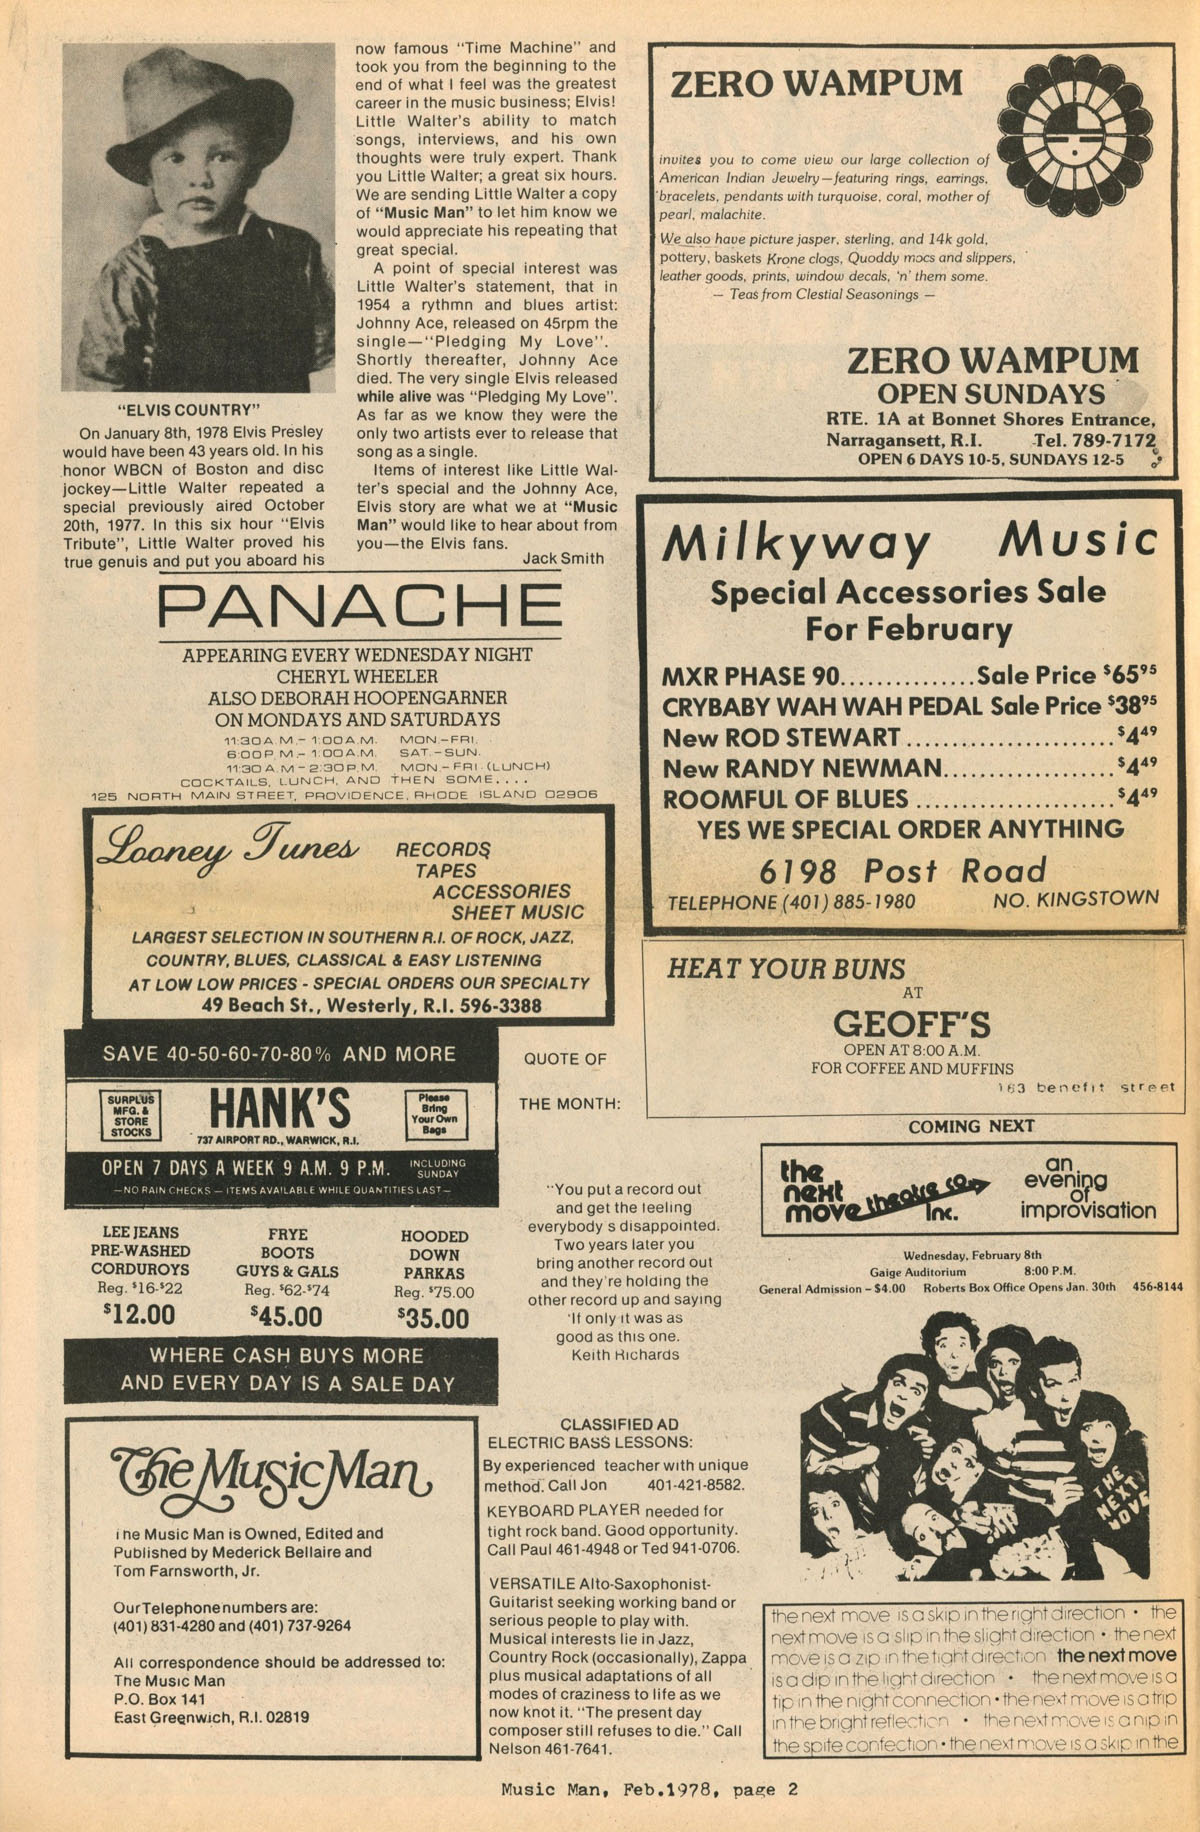 "ELVIS COUNTRY"
On January 8th, 1978 Elvis Presley
would have been 43 years old. In his
honor WBCN of Boston and disc
jockey—Little Walter repeated a
special previously aired October
20th, 1977. In this six hour "Elvis
Tribute", Little Walter proved his
true genuis and put you aboard his
now famous "Time Machine" and
took you from the beginning to the
end of what I feel was the greatest
career in the music business; Elvis!
Little Walter's ability to match
songs, interviews, and his own
thoughts were truly expert. Thank
you Little Walter; a great six hours.
We are sending Little Walter a copy
of "Music Man" to let him know we
would appreciate his repeating that
great special.
A point of special interest was
Little Walter's statement, that in
1954 a rythmn and blues artist:
Johnny Ace, released on 45rpm the
single—"Pledging My Love".
Shortly thereafter, Johnny Ace
died. The very single Elvis released
while alive was "Pledging My Love".
As far as we know they were the
only two artists ever to release that
song as a single.
Items of interest like Little Wal-
ter's special and the Johnny Ace,
Elvis story are what we at "Music
Man" would like to hear about from
you—the Elvis fans.
Jack Smith
ZERO WAMPUM
invites you to come view our large collection of
American Indian Jewelry—featuring rings, earrings,
bracelets, pendants with turquoise, coral, mother of
pearl, malachite.
We also have picture jasper, sterling, and 14k gold,
pottery, baskets Krone clogs, Quoddy mocs and slippers,
leather goods, prints, window decals, 'n' them some.
— Teas from Clestial Seasonings —
ZERO WAMPUM
OPEN SUNDAYS
RTE. 1A at Bonnet Shores Entrance,
Narragansett, R.I. Tel. 789-7172
OPEN 6 DAYS 10-5, SUNDAYS 12-5
PANACHE
APPEARING EVERY WEDNESDAY NIGHT
CHERYL WHEELER
ALSO DEBORAH HOOPENGARNER
ON MONDAYS AND SATURDAYS
11:30 A.M.- 1:00 A.M. MON.-FRI.
6:00 P.M.- 1:00 A.M. SAT.-SUN.
11:30 A.M-2:30 P.M. MON-FRI. (LUNCH)
COCKTAILS, LUNCH, AND THEN SOME....
125 NORTH MAIN STREET, PROVIDENCE, RHODE ISLAND 02906
Milkyway Music
Special Accessories Sale
For February
MXR PHASE 90..............Sale Price $65⁹⁵
CRYBABY WAH WAH PEDAL Sale Price $38⁹⁵
New ROD STEWART.......................$4⁴⁹
New RANDY NEWMAN..................$4⁴⁹
ROOMFUL OF BLUES ......................$4⁴⁹
YES WE SPECIAL ORDER ANYTHING
6198 Post Road
TELEPHONE (401) 885-1980 NO. KINGSTOWN
Looney Tunes
RECORDS
TAPES
ACCESSORIES
SHEET MUSIC
LARGEST SELECTION IN SOUTHERN R.I. OF ROCK, JAZZ,
COUNTRY, BLUES, CLASSICAL & EASY LISTENING
AT LOW LOW PRICES - SPECIAL ORDERS OUR SPECIALTY
49 Beach St., Westerly, R.I. 596-3388
HEAT YOUR BUNS
AT
GEOFF'S
OPEN AT 8:00 A.M.
FOR COFFEE AND MUFFINS
163 benefit street
SAVE 40-50-60-70-80% AND MORE
SURPLUS
MFG. &
STORE
STOCKS
HANK'S
737 AIRPORT RD., WARWICK, R.I.
Please
Bring
Your Own
Bags
OPEN 7 DAYS A WEEK 9 A.M. 9 P.M. INCLUDING SUNDAY
—NO RAIN CHECKS — ITEMS AVAILABLE WHILE QUANTITIES LAST—
LEE JEANS
PRE-WASHED
CORDUROYS
Reg. $16-$22
$12.00
FRYE
BOOTS
GUYS & GALS
Reg. $62-$74
$45.00
HOODED
DOWN
PARKAS
Reg. $75.00
$35.00
WHERE CASH BUYS MORE
AND EVERY DAY IS A SALE DAY
QUOTE OF
THE MONTH:
"You put a record out
and get the feeling
everybody s disappointed.
Two years later you
bring another record out
and they're holding the
other record up and saying
'If only it was as
good as this one.
Keith Richards
COMING NEXT
the
next
move theatre co.
Inc.
an
evening
of
improvisation
Wednesday, February 8th
Gaige Auditorium 8:00 P.M.
General Admission – $4.00 Roberts Box Office Opens Jan. 30th 456-8144
THE
NEXT
MOVE
the next move is a skip in the right direction • the
next move is a slip in the slight direction • the next
move is a zip in the tight direction the next move
is a dip in the light direction • the next move is a
tip in the night connection • the next move is a trip
in the bright reflection • the next move is a nip in
the spite confection • the next move is a skip in the
The Music Man
The Music Man is Owned, Edited and
Published by Mederick Bellaire and
Tom Farnsworth, Jr.
Our Telephone numbers are:
(401) 831-4280 and (401) 737-9264
All correspondence should be addressed to:
The Music Man
P.O. Box 141
East Greenwich, R.I. 02819
CLASSIFIED AD
ELECTRIC BASS LESSONS:
By experienced teacher with unique
method. Call Jon 401-421-8582.
KEYBOARD PLAYER needed for
tight rock band. Good opportunity.
Call Paul 461-4948 or Ted 941-0706.
VERSATILE Alto-Saxophonist-
Guitarist seeking working band or
serious people to play with.
Musical interests lie in Jazz,
Country Rock (occasionally), Zappa
plus musical adaptations of all
modes of craziness to life as we
now knot it. "The present day
composer still refuses to die." Call
Nelson 461-7641.
Music Man, Feb.1978, page 2